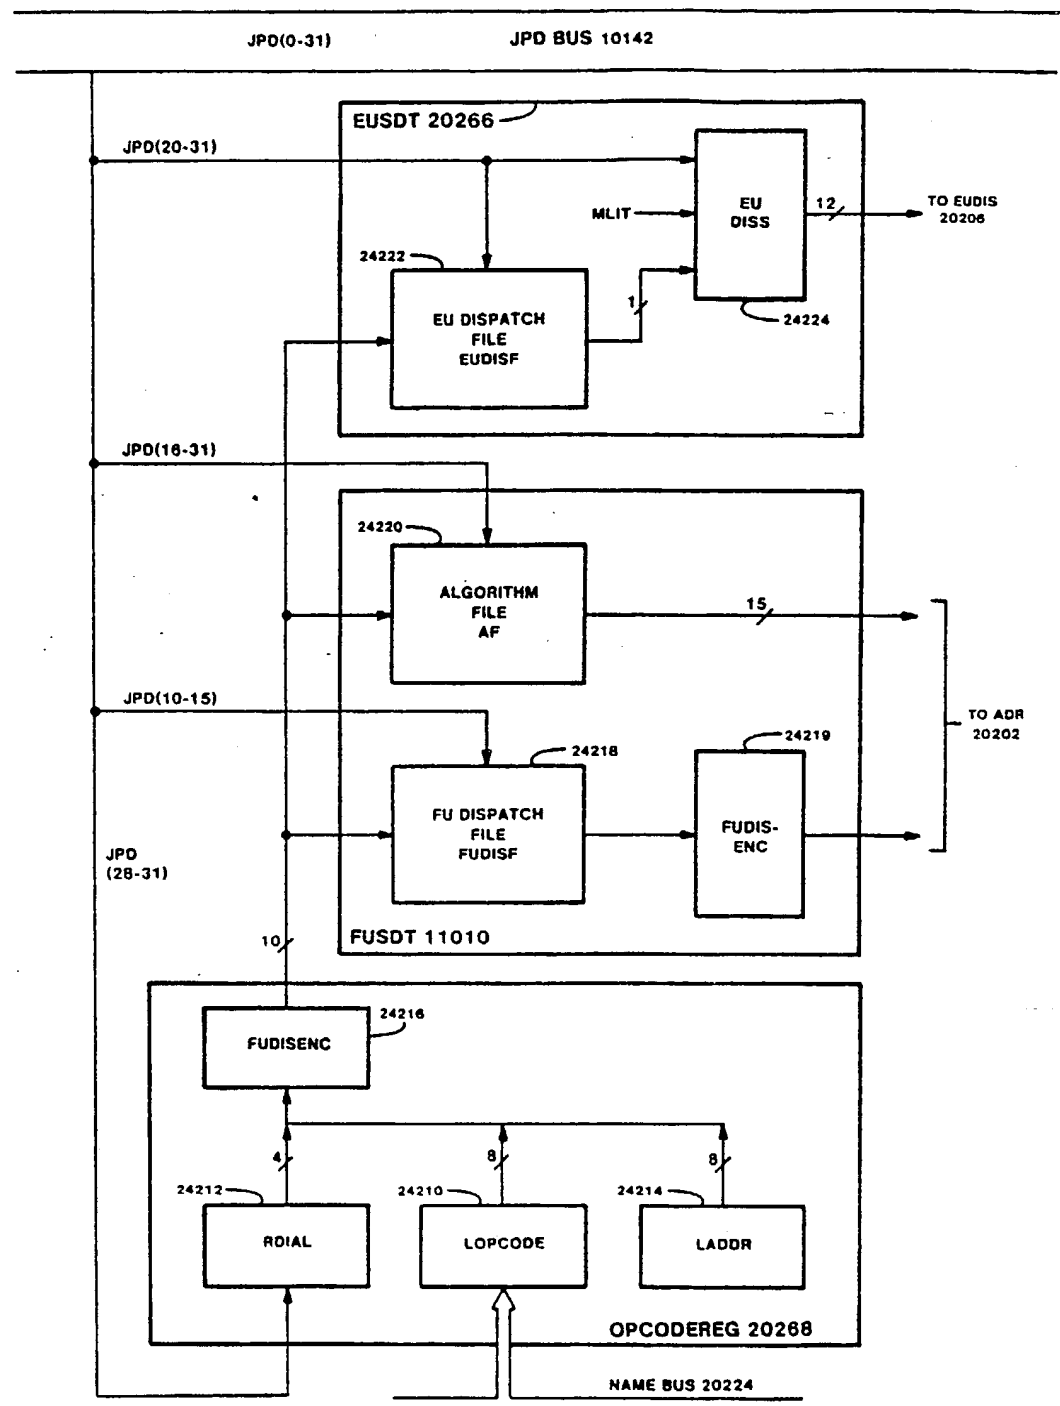 JPD(0-31)
JPD BUS 10142
EUSDT 20266
JPD(20-31)
MLIT
EU
DISS
12
TO EUDIS
20206
24222
EU DISPATCH
FILE
EUDISF
1
24224
JPD(16-31)
24220
ALGORITHM
FILE
AF
15
JPD(10-15)
24218
24219
TO ADR
20202
FU DISPATCH
FILE
FUDISF
FUDIS-
ENC
JPD
(28-31)
10
FUSDT 11010
24216
FUDISENC
4
8
8
24212
24210
24214
RDIAL
LOPCODE
LADDR
OPCODEREG 20268
NAME BUS 20224